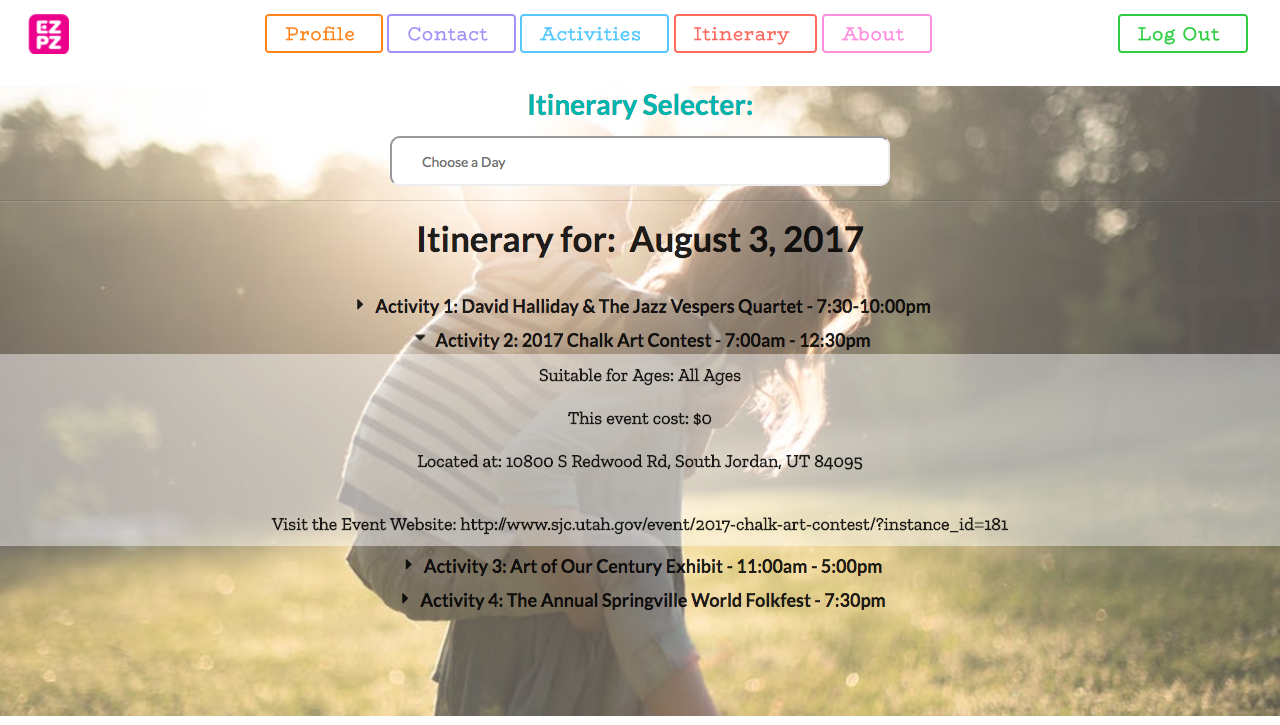 EZ
PZ
Profile
Contact
Activities
Itinerary
About
Log Out
Itinerary Selecter:
Choose a Day
Itinerary for:  August 3, 2017
Activity 1: David Halliday & The Jazz Vespers Quartet - 7:30-10:00pm
Activity 2: 2017 Chalk Art Contest - 7:00am - 12:30pm
Suitable for Ages: All Ages
This event cost: $0
Located at: 10800 S Redwood Rd, South Jordan, UT 84095
Visit the Event Website: http://www.sjc.utah.gov/event/2017-chalk-art-contest/?instance_id=181
Activity 3: Art of Our Century Exhibit - 11:00am - 5:00pm
Activity 4: The Annual Springville World Folkfest - 7:30pm